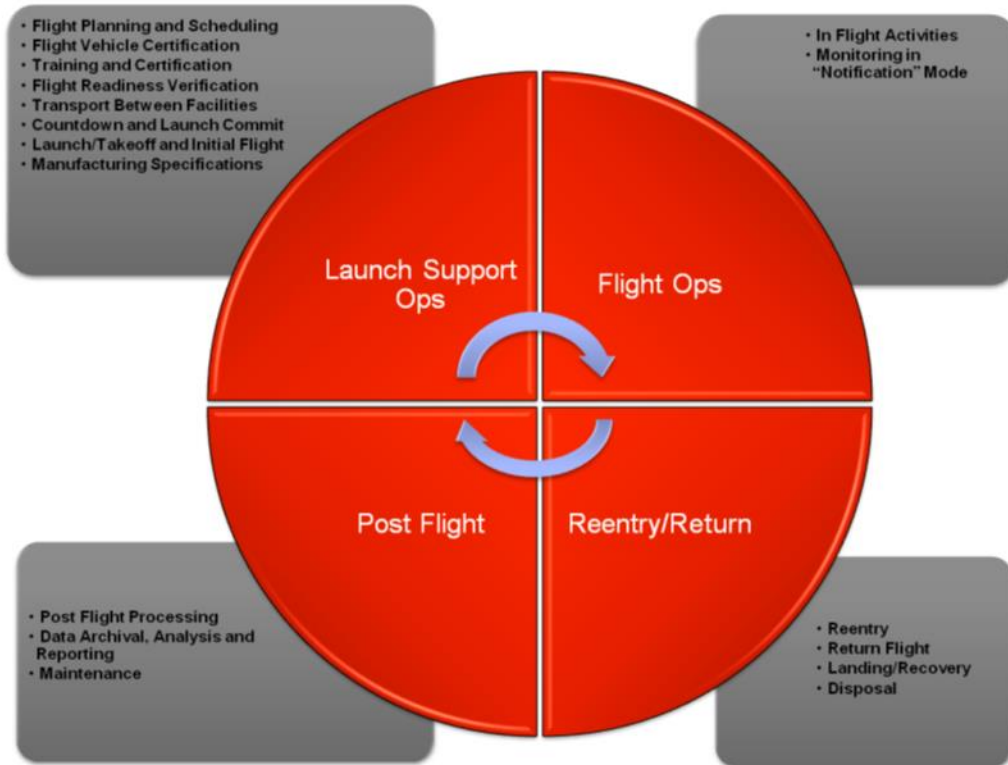 • Flight Planning and Scheduling
• Flight Vehicle Certification
• Training and Certification
• Flight Readiness Verification
• Transport Between Facilities
• Countdown and Launch Commit
• Launch/Takeoff and Initial Flight
• Manufacturing Specifications
• In Flight Activities
• Monitoring in
"Notification" Mode
Launch Support
Ops
Flight Ops
Post Flight
Reentry/Return
• Post Flight Processing
• Data Archival, Analysis and
Reporting
• Maintenance
• Reentry
• Return Flight
• Landing/Recovery
• Disposal